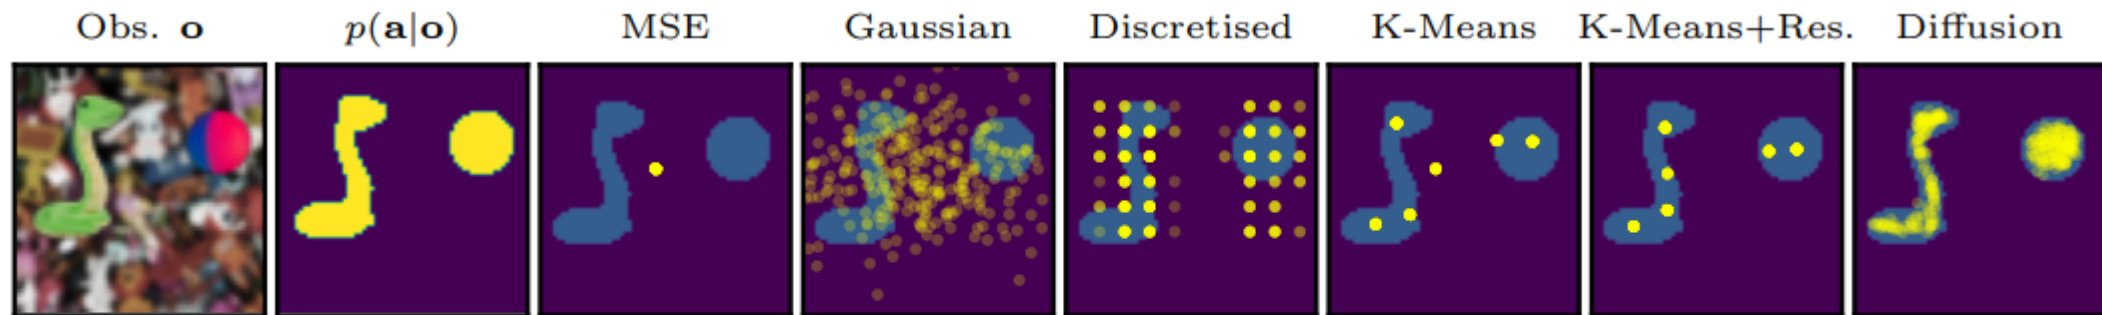 Obs. o p(a|o) MSE Gaussian Discretised K-Means K-Means+Res. Diffusion